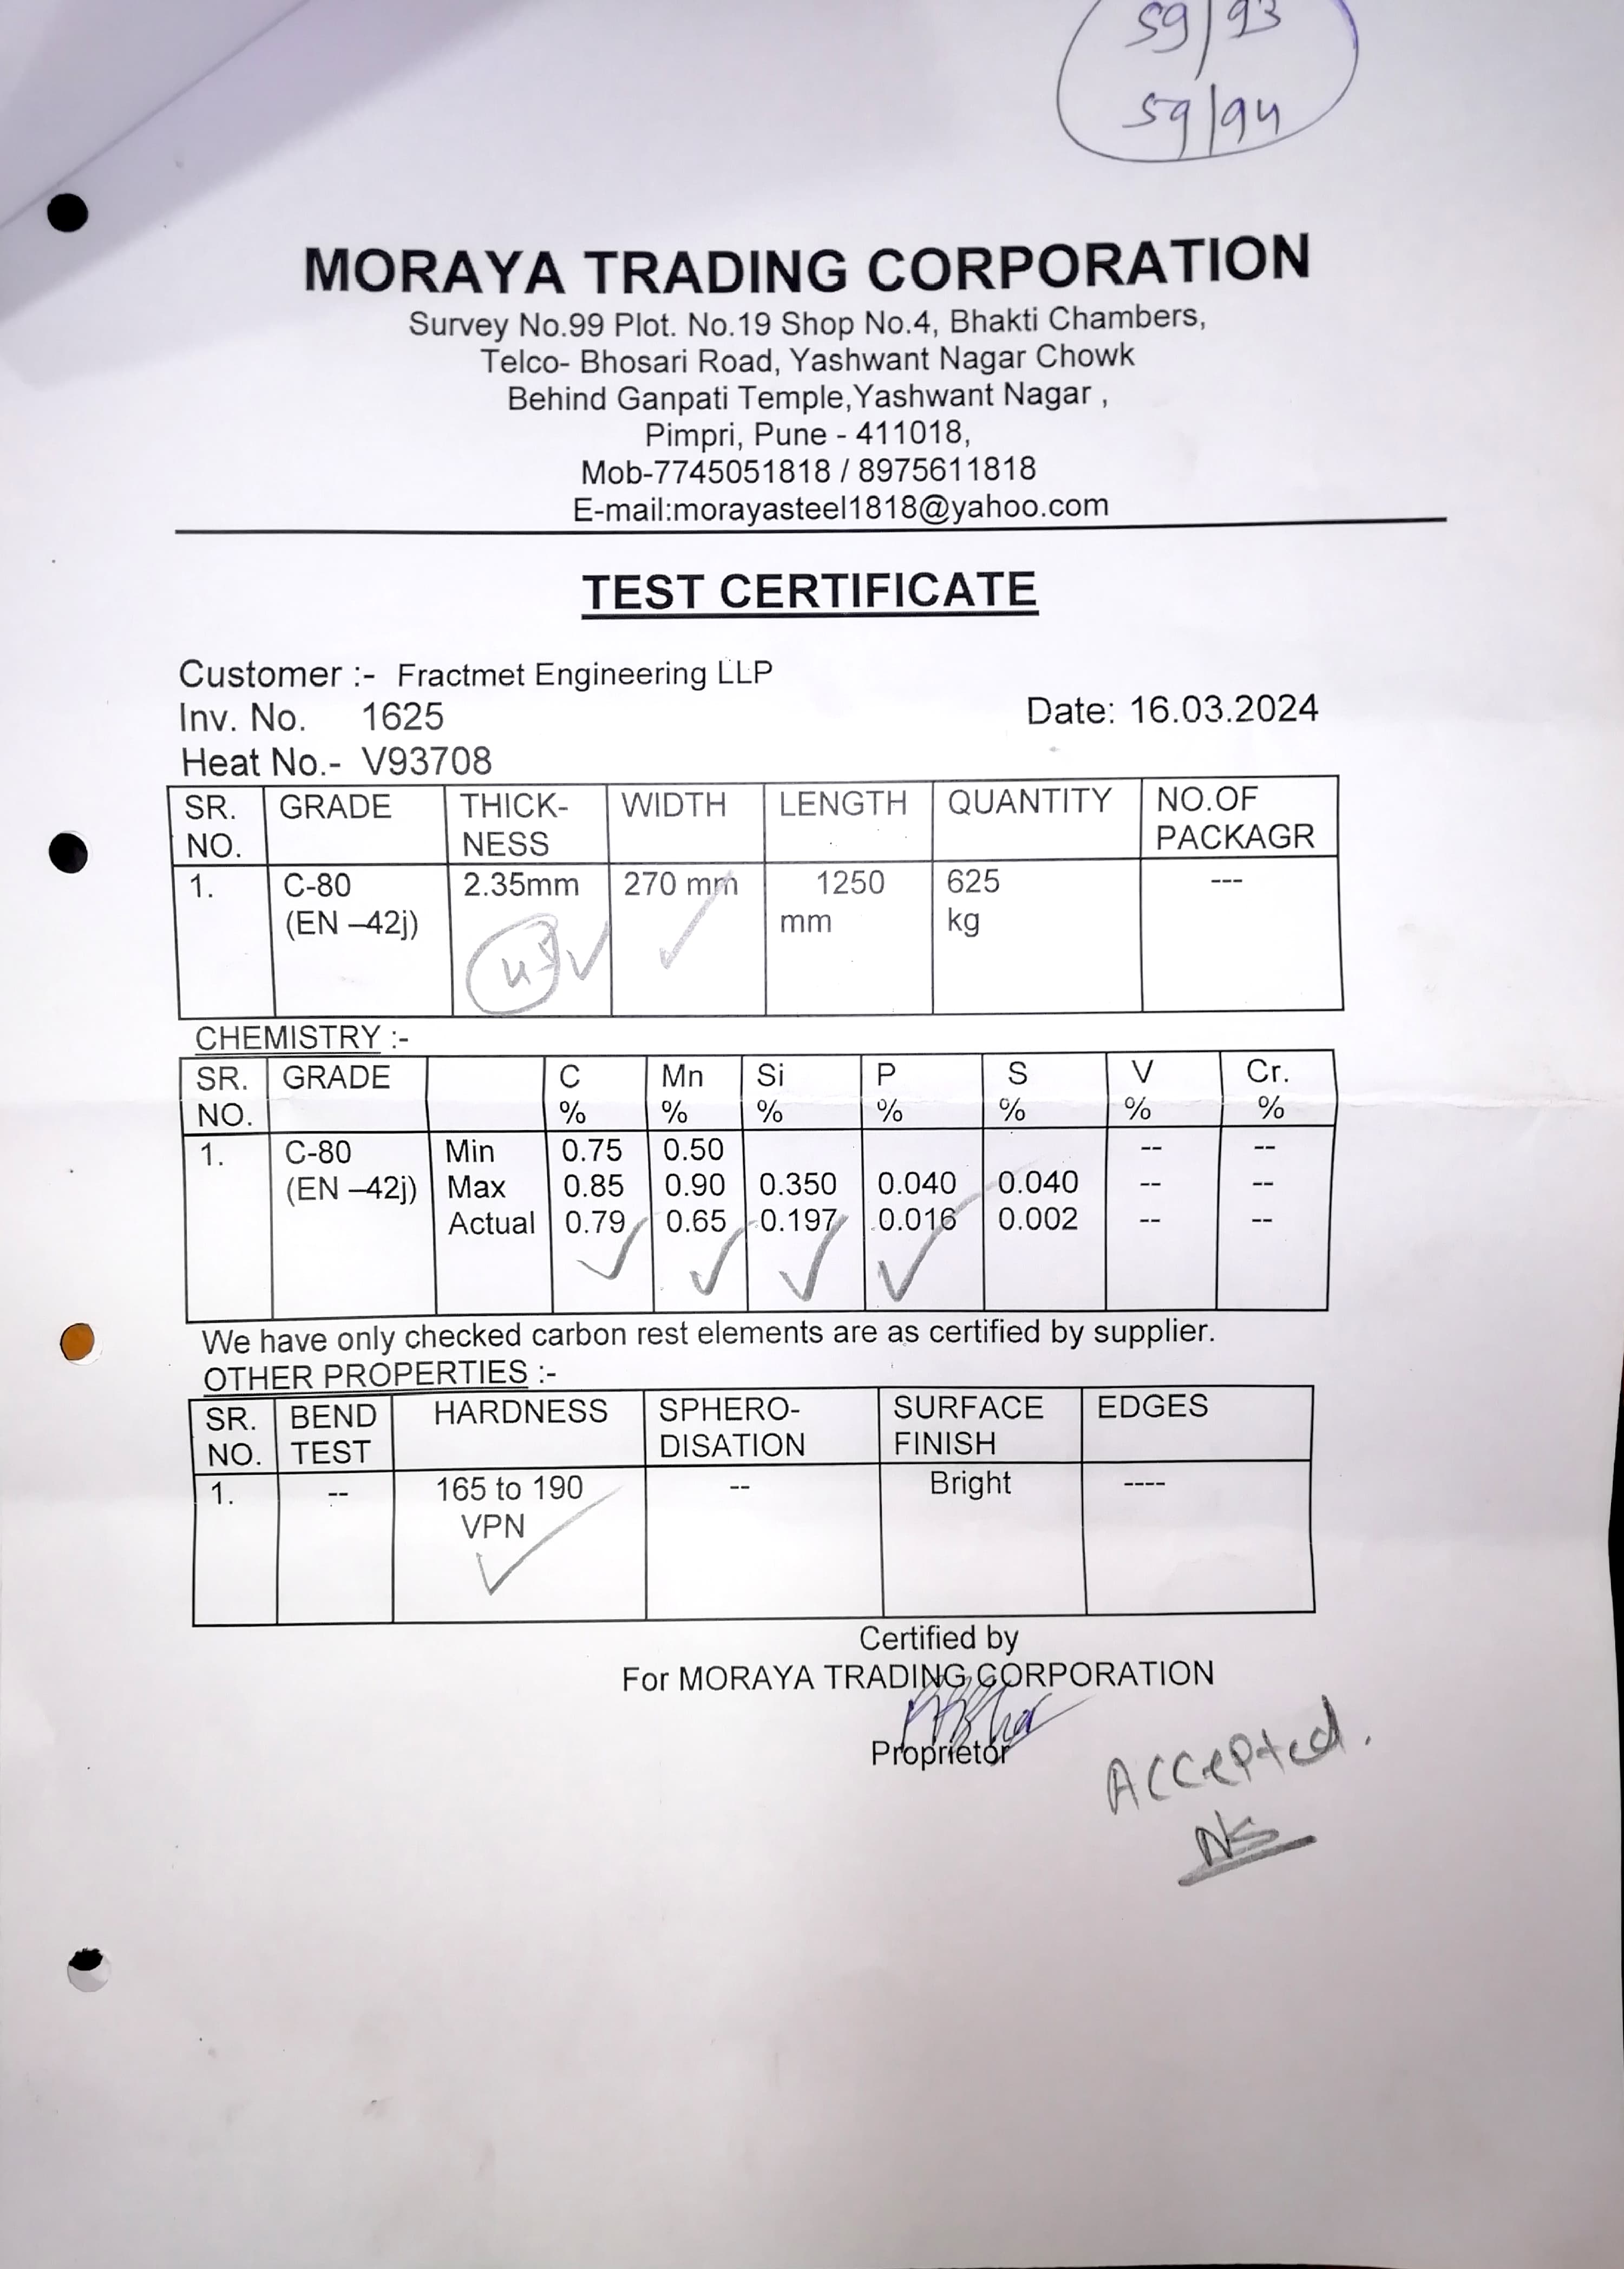 59/93
59/94
MORAYA TRADING CORPORATION
Survey No.99 Plot. No.19 Shop No.4, Bhakti Chambers,
Telco- Bhosari Road, Yashwant Nagar Chowk
Behind Ganpati Temple,Yashwant Nagar ,
Pimpri, Pune - 411018,
Mob-7745051818 / 8975611818
E-mail:morayasteel1818@yahoo.com
TEST CERTIFICATE
Customer :- Fractmet Engineering LLP
Inv. No. 1625 Date: 16.03.2024
Heat No.- V93708
SR. GRADE THICK- WIDTH LENGTH QUANTITY NO.OF
NO. NESS PACKAGR
1. C-80 2.35mm 270 mm 1250 625 ---
(EN –42j) mm kg
CHEMISTRY :-
SR. GRADE C Mn Si P S V Cr.
NO. % % % % % % %
1. C-80 Min 0.75 0.50 -- --
(EN –42j) Max 0.85 0.90 0.350 0.040 0.040 -- --
Actual 0.79 0.65 0.197 0.016 0.002 -- --
We have only checked carbon rest elements are as certified by supplier.
OTHER PROPERTIES :-
SR. BEND HARDNESS SPHERO- SURFACE EDGES
NO. TEST DISATION FINISH
1. -- 165 to 190 -- Bright ----
VPN
Certified by
For MORAYA TRADING CORPORATION
Proprietor
Accepted.
NS